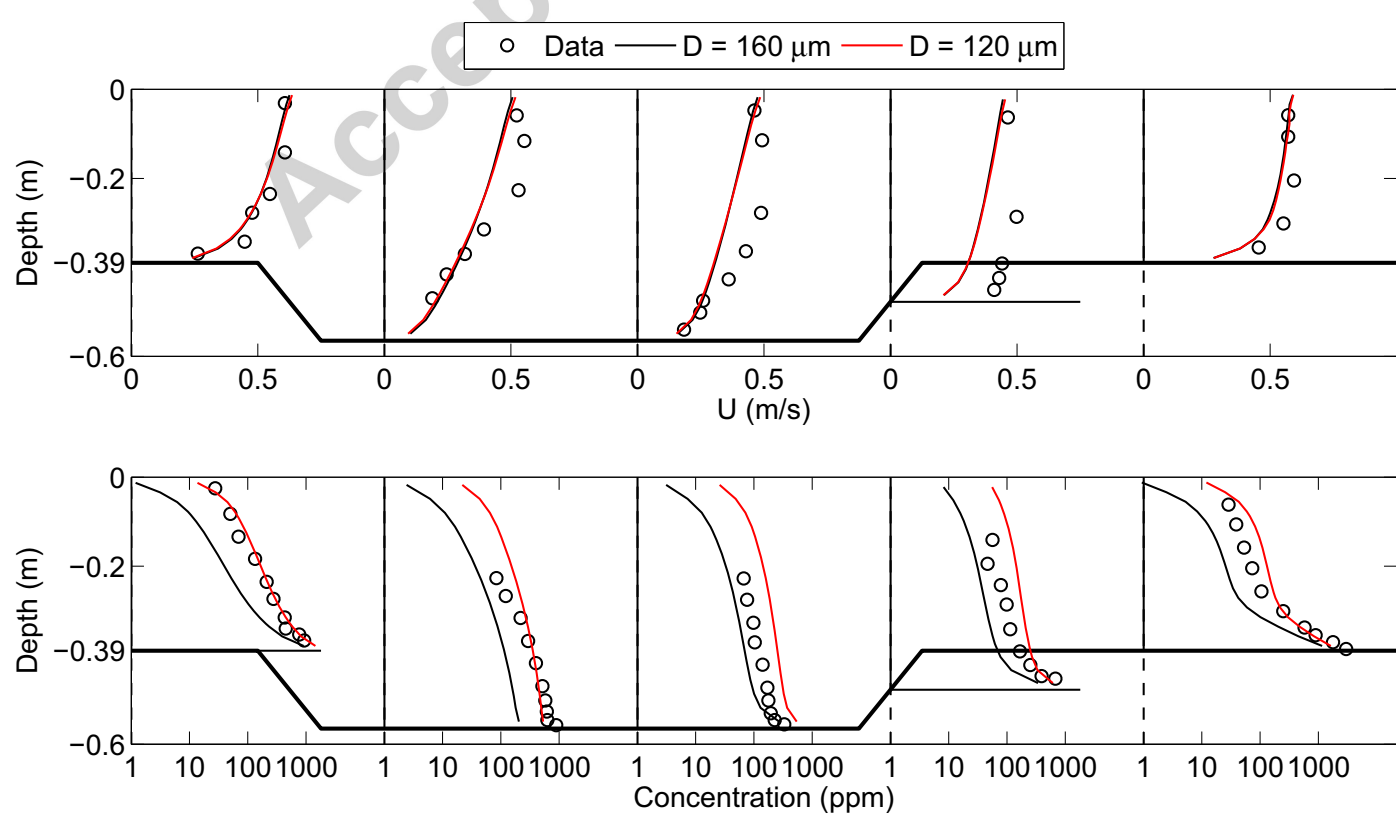 Accep
Data D = 160 μm D = 120 μm
0
−0.2
−0.39
−0.6
Depth (m)
0 0.5 0 0.5 0 0.5 0 0.5 0 0.5
U (m/s)
0
−0.2
−0.39
−0.6
Depth (m)
1 10 100 1000 1 10 100 1000 1 10 100 1000 1 10 100 1000 1 10 100 1000
Concentration (ppm)